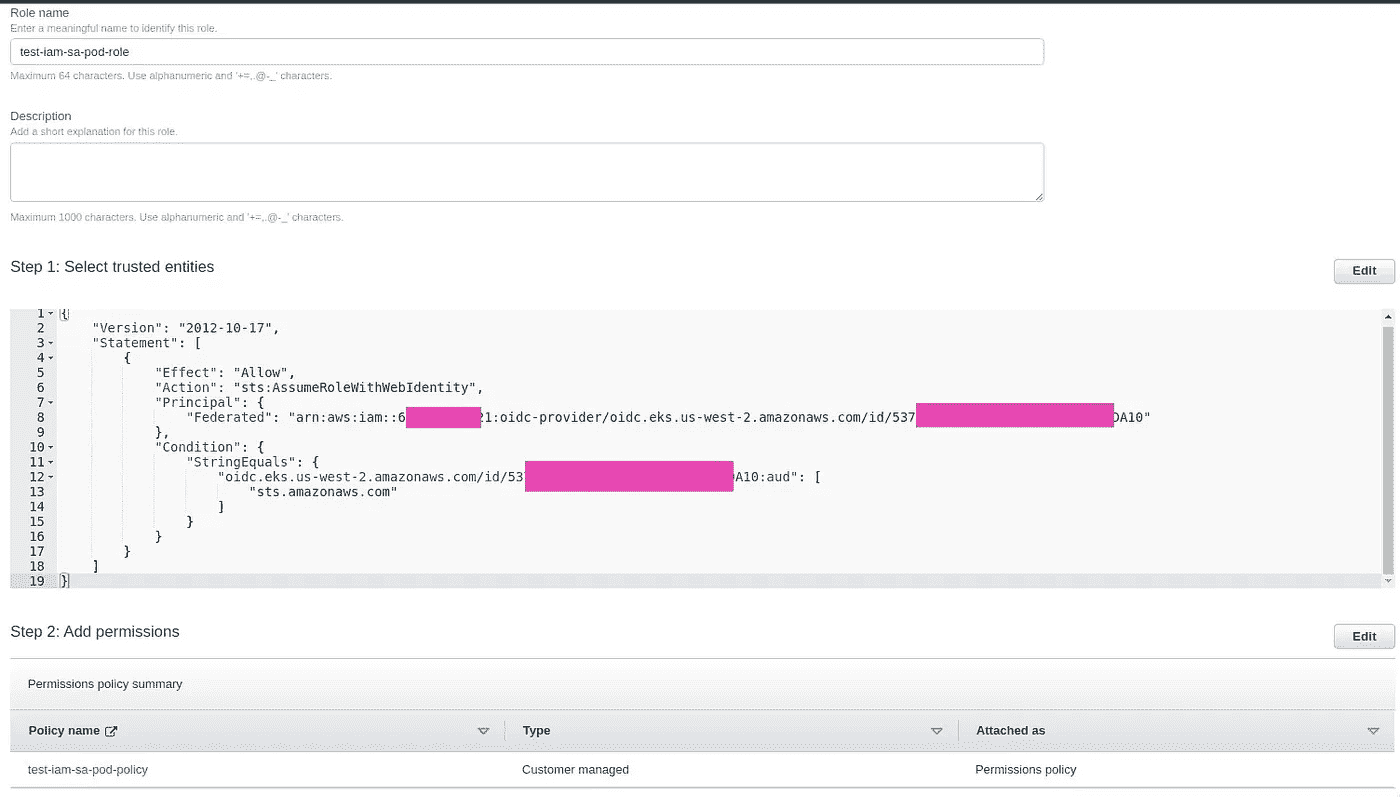 Role name
Enter a meaningful name to identify this role.
test-iam-sa-pod-role
Maximum 64 characters. Use alphanumeric and '+=,.@-_' characters.
Description
Add a short explanation for this role.
Maximum 1000 characters. Use alphanumeric and '+=,.@-_' characters.
Step 1: Select trusted entities
Edit
1 {
2 "Version": "2012-10-17",
3 "Statement": [
4 {
5 "Effect": "Allow",
6 "Action": "sts:AssumeRoleWithWebIdentity",
7 "Principal": {
8 "Federated": "arn:aws:iam::6 21:oidc-provider/oidc.eks.us-west-2.amazonaws.com/id/537 DA10"
9 },
10 "Condition": {
11 "StringEquals": {
12 "oidc.eks.us-west-2.amazonaws.com/id/537 A10:aud": [
13 "sts.amazonaws.com"
14 ]
15 }
16 }
17 }
18 ]
19 }
Step 2: Add permissions
Edit
Permissions policy summary
Policy name Type Attached as
test-iam-sa-pod-policy Customer managed Permissions policy